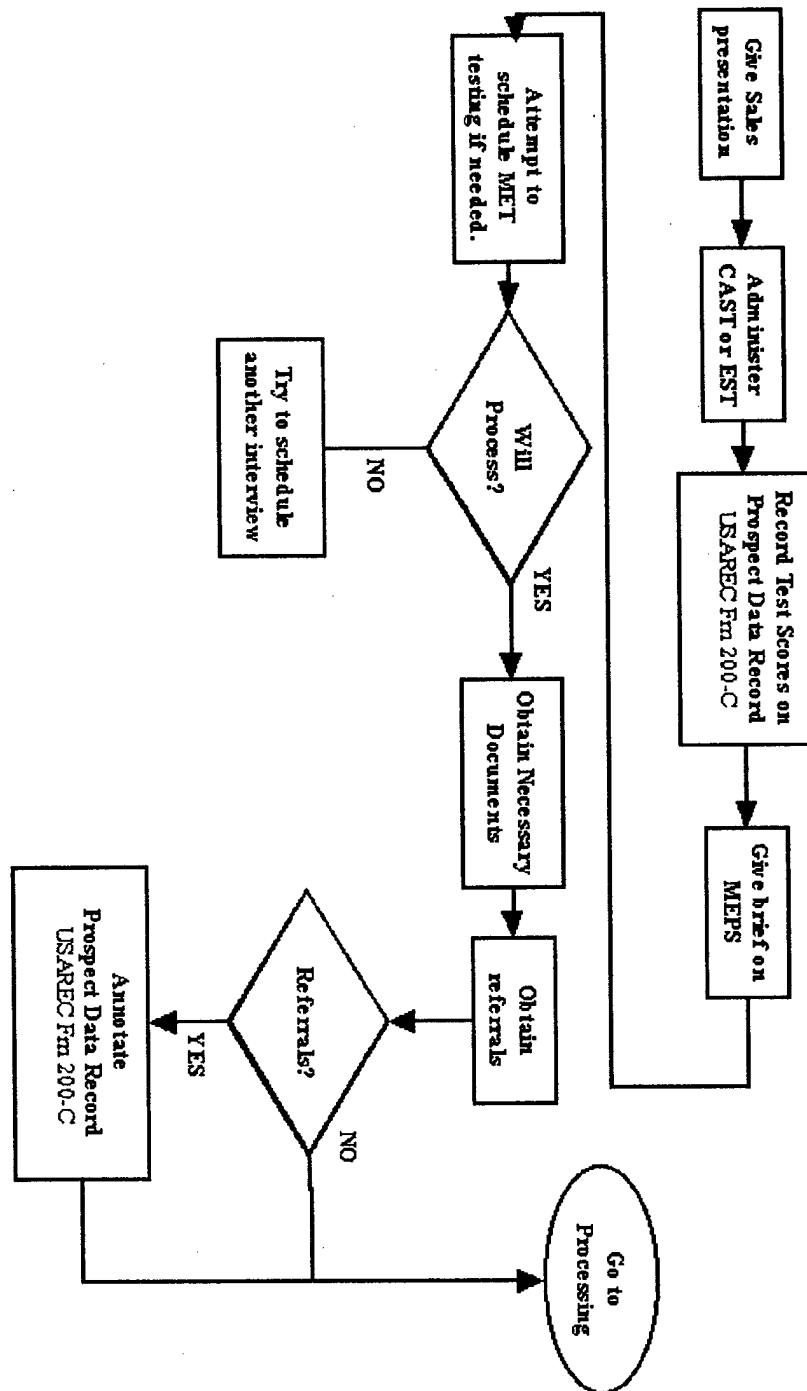 Give Sales
presentation
Administer
CAST or EST
Record Test Scores on
Prospect Data Record
USAREC Fm 200-C
Give brief on
MEPS
Attempt to
schedule MET
testing if needed.
Will
Process?
NO
Try to schedule
another interview
YES
Obtain Necessary
Documents
Obtain
referrals
Referrals?
YES
Annotate
Prospect Data Record
USAREC Fm 200-C
NO
Go to
Processing